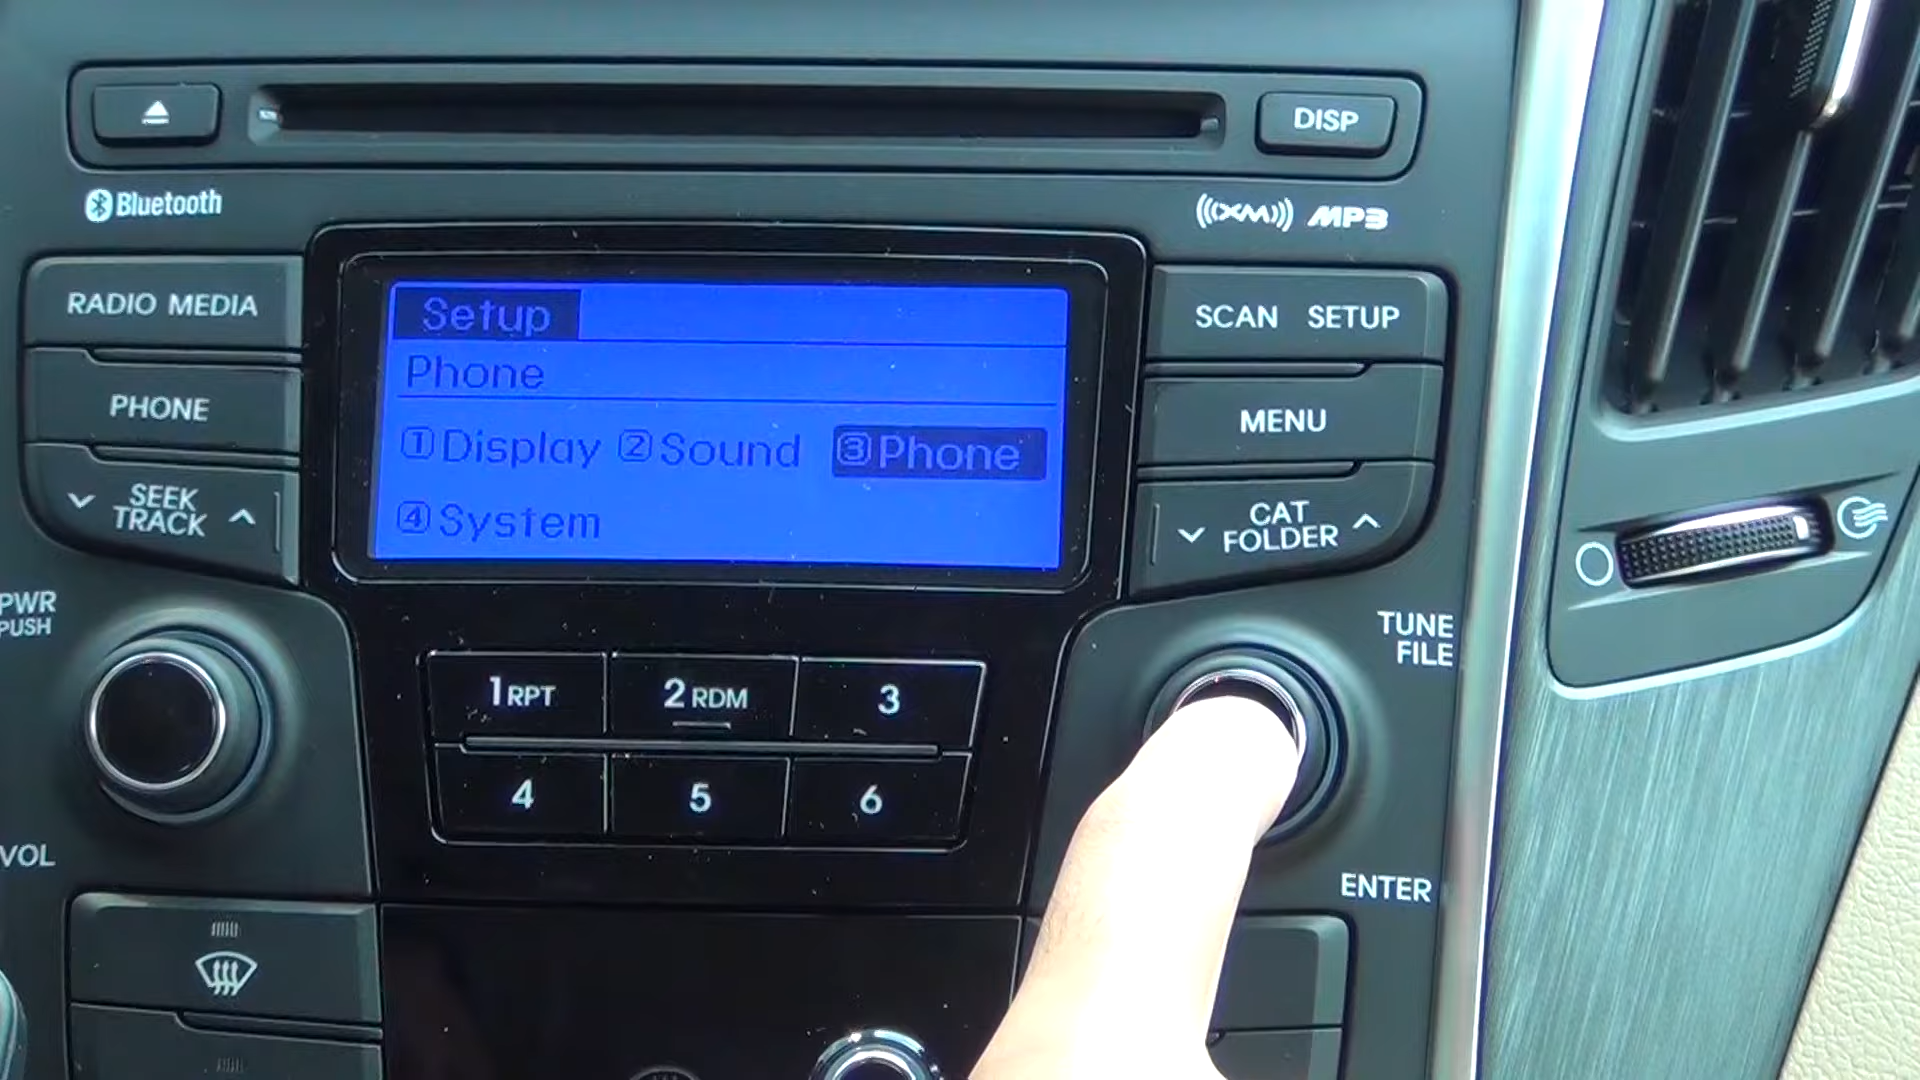 DISP
Bluetooth
((XM)) MP3
RADIO MEDIA
SCAN SETUP
PHONE
MENU
SEEK
TRACK
CAT
FOLDER
Setup
Phone
①Display ②Sound ③Phone
④System
PWR
PUSH
VOL
1 RPT
2 RDM
3
4
5
6
TUNE
FILE
ENTER